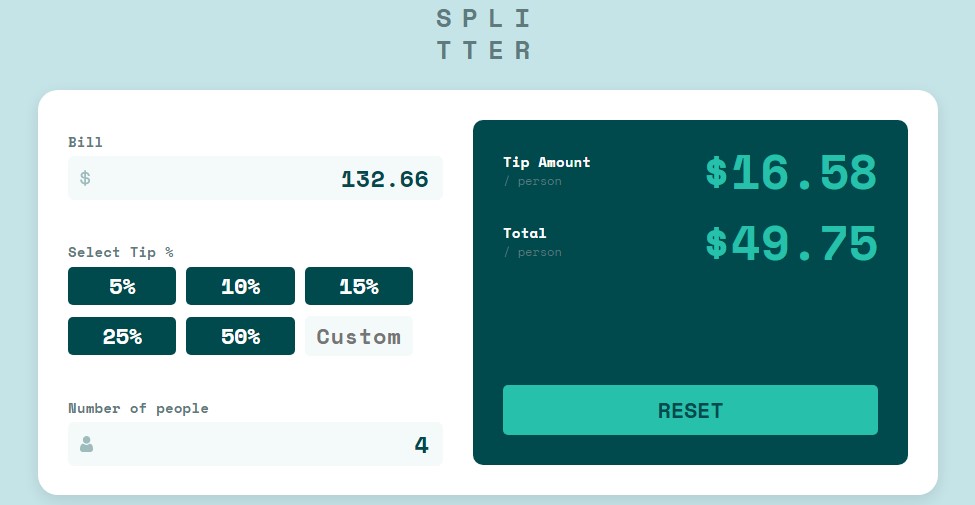 SPLI
TTER
Bill
$ 132.66
Select Tip %
5% 10% 15%
25% 50% Custom
Number of people
4
Tip Amount
/ person
$16.58
Total
/ person
$49.75
RESET